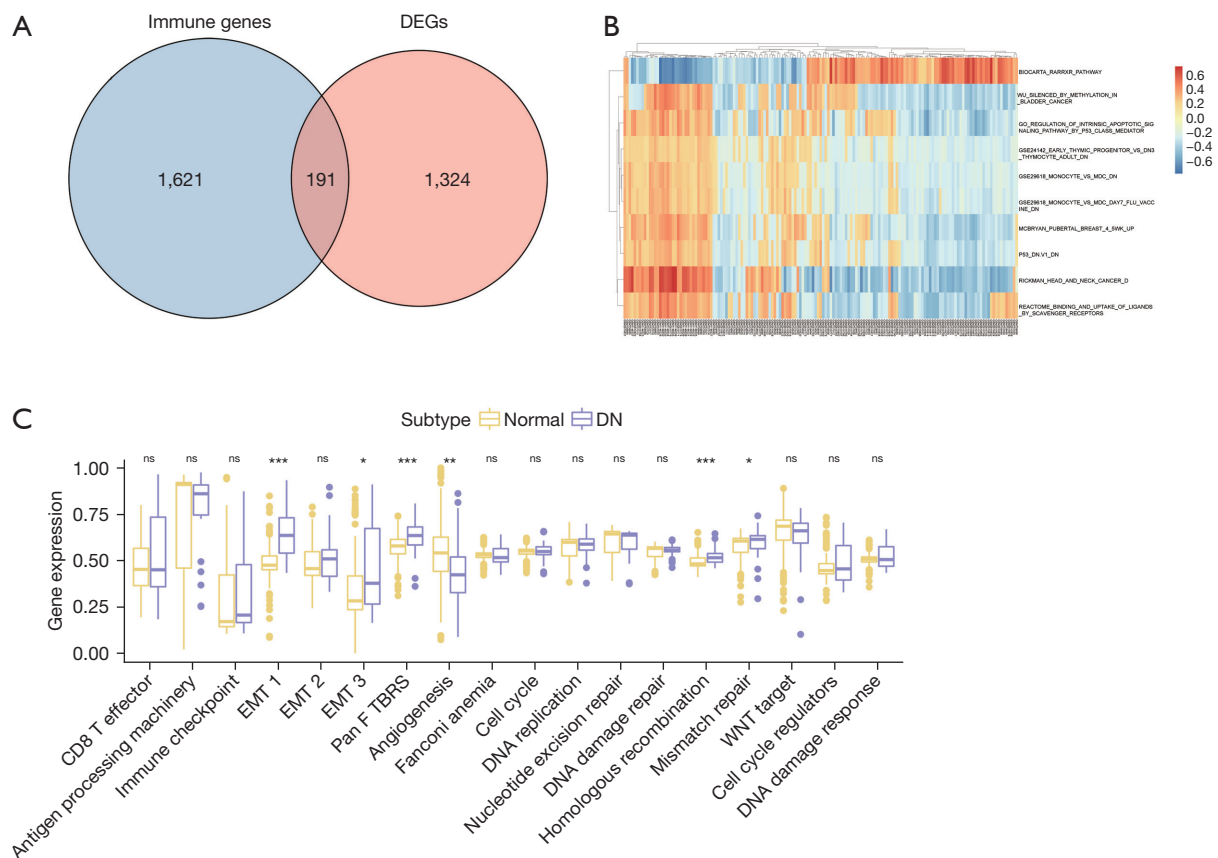 A
Immune genes
DEGs
1,621
191
1,324
B
BIOCARTA_RARRXR_PATHWAY
WU_SILENCED_BY_METHYLATION_IN
_BLADDER_CANCER
GO_REGULATION_OF_INTRINSIC_APOPTOTIC_SIG
NALING_PATHWAY_BY_P53_CLASS_MEDIATOR
GSE24142_EARLY_THYMIC_PROGENITOR_VS_DN3
_THYMOCYTE_ADULT_DN
GSE29618_MONOCYTE_VS_MDC_DN
GSE29618_MONOCYTE_VS_MDC_DAY7_FLU_VACC
INE_DN
MCBRYAN_PUBERTAL_BREAST_4_5WK_UP
P53_DN.V1_DN
RICKMAN_HEAD_AND_NECK_CANCER_D
REACTOME_BINDING_AND_UPTAKE_OF_LIGANDS
_BY_SCAVENGER_RECEPTORS
0.6
0.4
0.2
0.0
−0.2
−0.4
−0.6
C
Subtype Normal DN
ns ns ns *** ns * *** ** ns ns ns ns ns *** * ns ns ns
Gene expression
1.00
0.75
0.50
0.25
0.00
CD8 T effector
Antigen processing machinery
Immune checkpoint
EMT 1
EMT 2
EMT 3
Pan F TBRS
Angiogenesis
Fanconi anemia
Cell cycle
DNA replication
Nucleotide excision repair
DNA damage repair
Homologous recombination
Mismatch repair
WNT target
Cell cycle regulators
DNA damage response